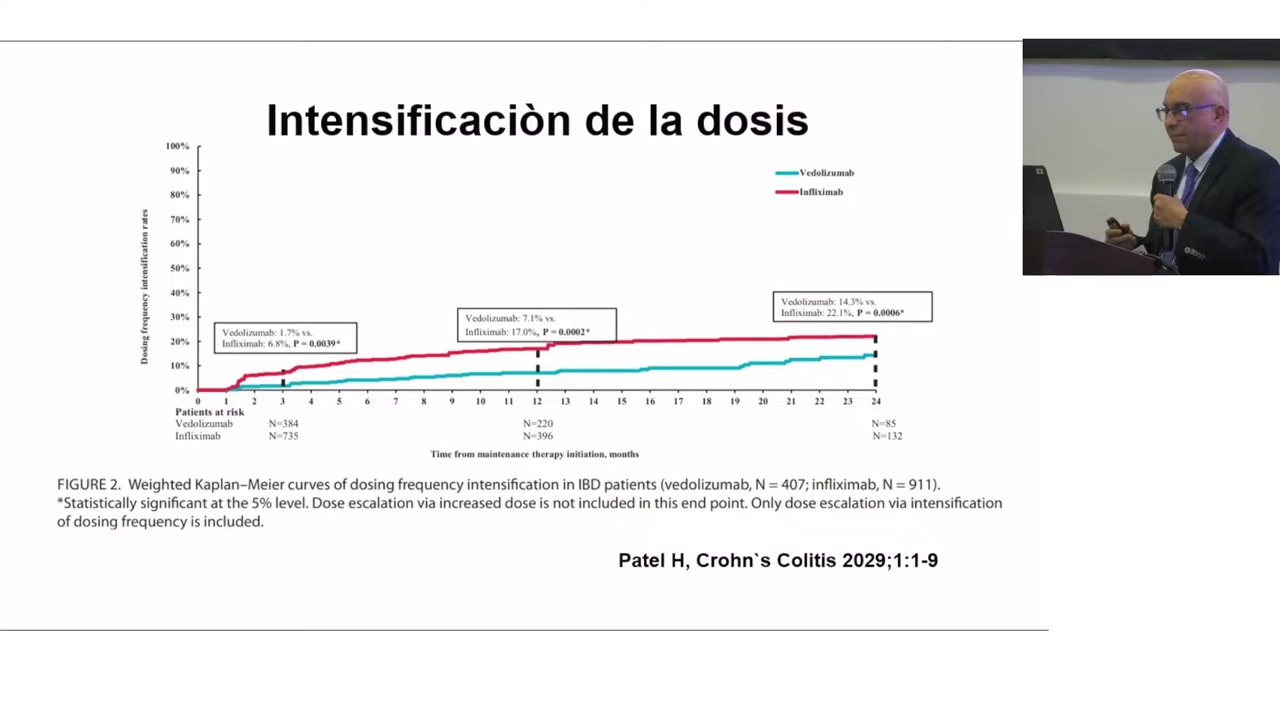 Intensificaciòn de la dosis
100%
90%
80%
70%
60%
50%
40%
30%
20%
10%
0%
Dosing frequency intensification rates
Vedolizumab
Infliximab
Vedolizumab: 1.7% vs.
Infliximab: 6.8%, P = 0.0039*
Vedolizumab: 7.1% vs.
Infliximab: 17.0%, P = 0.0002*
Vedolizumab: 14.3% vs.
Infliximab: 22.1%, P = 0.0006*
0 1 2 3 4 5 6 7 8 9 10 11 12 13 14 15 16 17 18 19 20 21 22 23 24
Patients at risk
Vedolizumab N=384 N=220 N=85
Infliximab N=735 N=396 N=132
Time from maintenance therapy initiation, months
FIGURE 2. Weighted Kaplan–Meier curves of dosing frequency intensification in IBD patients (vedolizumab, N = 407; infliximab, N = 911).
*Statistically significant at the 5% level. Dose escalation via increased dose is not included in this end point. Only dose escalation via intensification
of dosing frequency is included.
Patel H, Crohn`s Colitis 2029;1:1-9